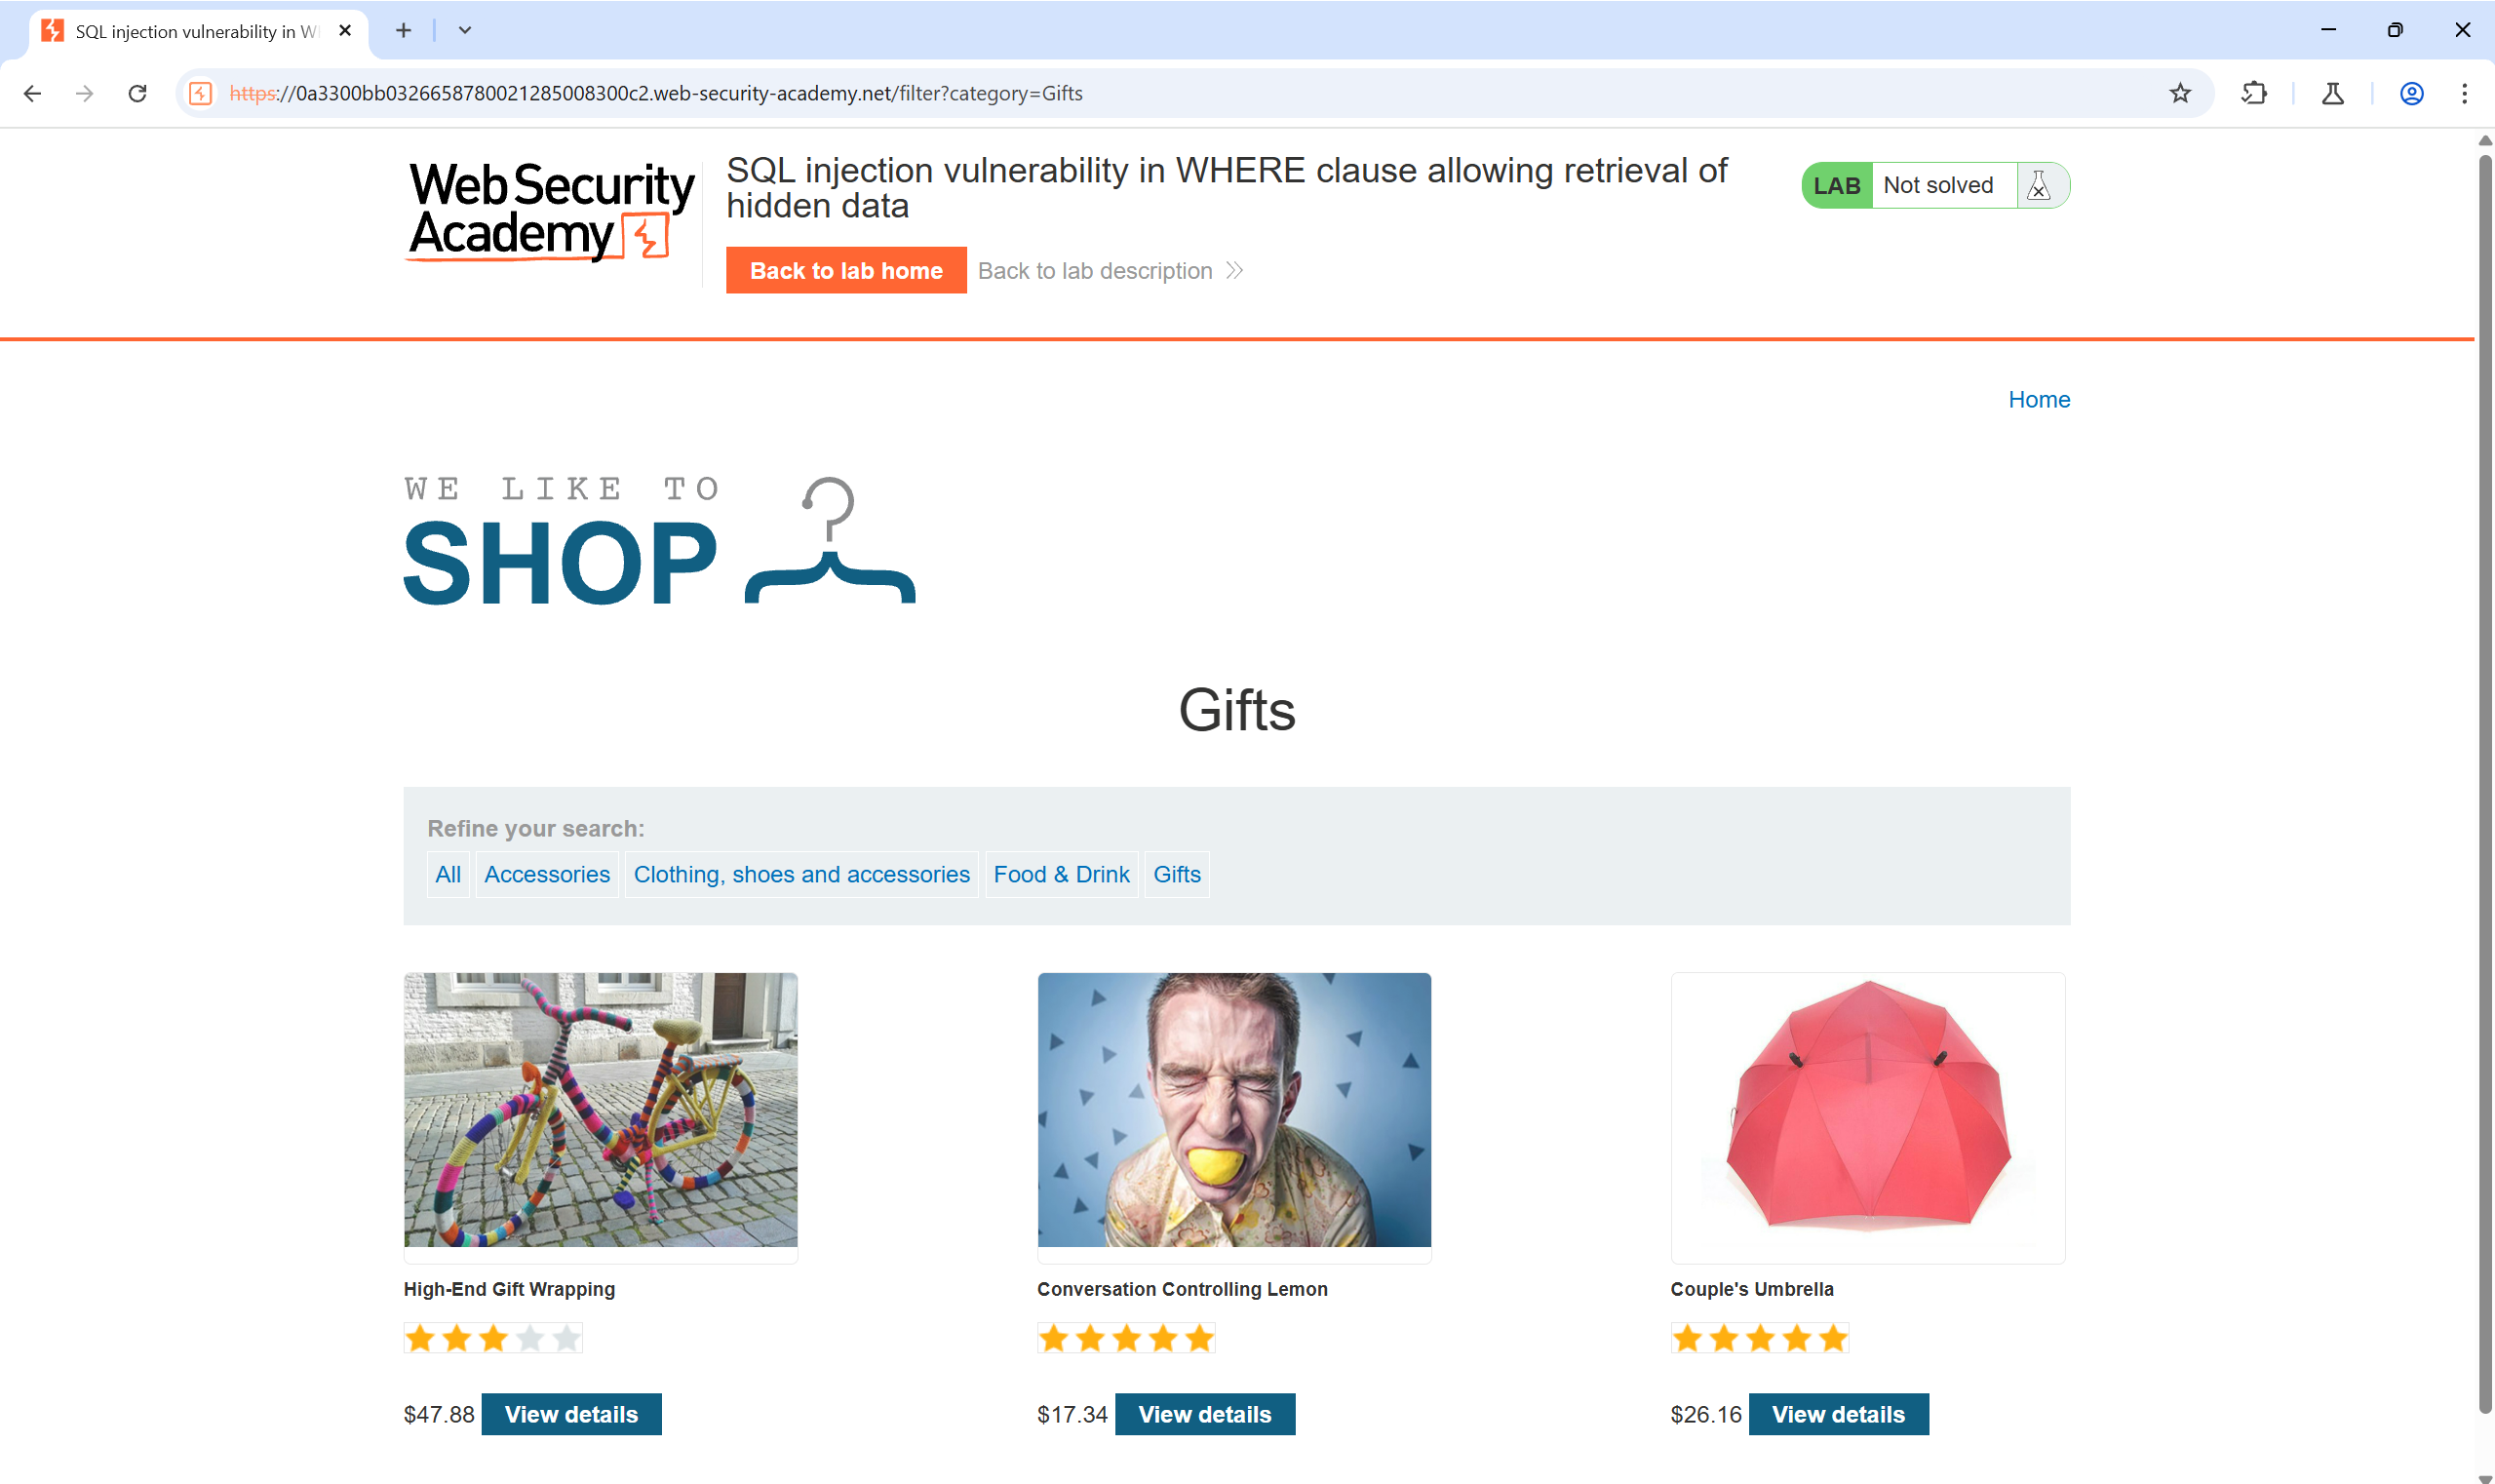 SQL injection vulnerability in W
https://0a3300bb0326658780021285008300c2.web-security-academy.net/filter?category=Gifts
Web Security
Academy
SQL injection vulnerability in WHERE clause allowing retrieval of
hidden data
LAB Not solved
Back to lab home Back to lab description
Home
WE LIKE TO
SHOP
Gifts
Refine your search:
All Accessories Clothing, shoes and accessories Food & Drink Gifts
High-End Gift Wrapping Conversation Controlling Lemon Couple's Umbrella
$47.88 View details $17.34 View details $26.16 View details